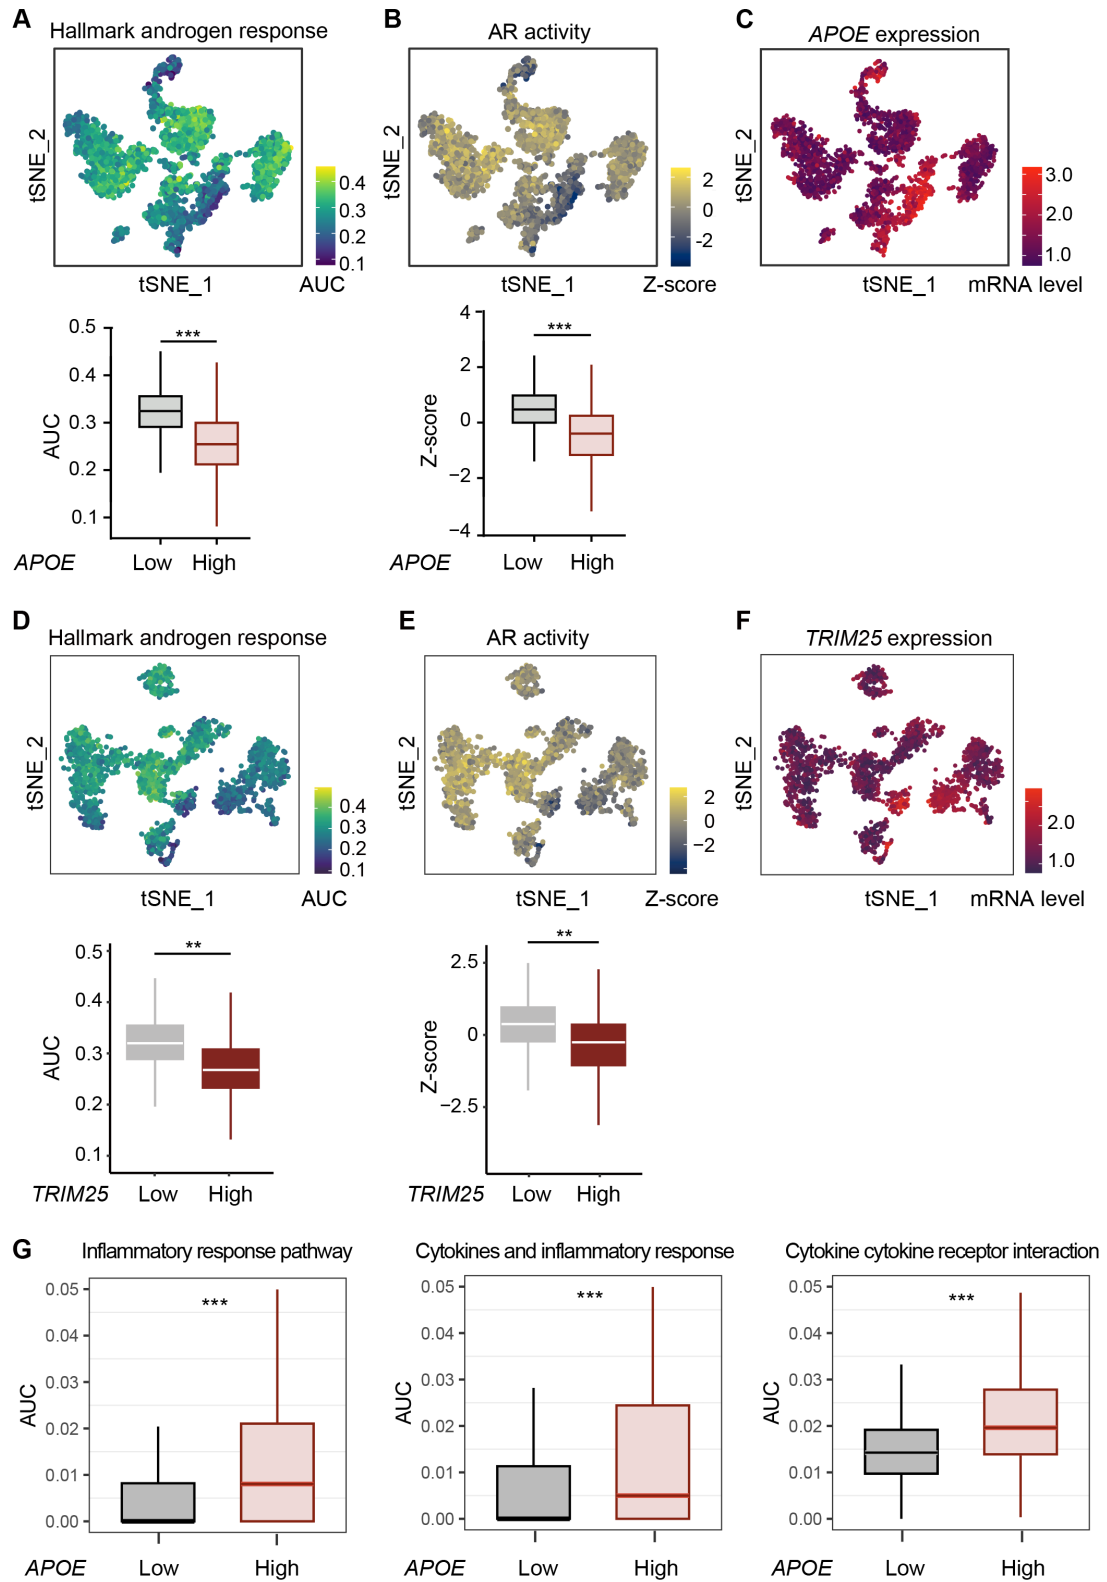 A
Hallmark androgen response
tSNE_2
0.4
0.3
0.2
0.1
tSNE_1
AUC
B
AR activity
tSNE_2
2
0
-2
tSNE_1
Z-score
C
APOE expression
tSNE_2
3.0
2.0
1.0
tSNE_1
mRNA level
0.5
0.4
0.3
0.2
0.1
AUC
***
APOE
Low
High
4
2
0
−2
−4
Z-score
***
APOE
Low
High
D
Hallmark androgen response
tSNE_2
0.4
0.3
0.2
0.1
tSNE_1
AUC
E
AR activity
tSNE_2
2
0
−2
tSNE_1
Z-score
F
TRIM25 expression
tSNE_2
2.0
1.0
tSNE_1
mRNA level
0.5
0.4
0.3
0.2
0.1
AUC
**
TRIM25
Low
High
2.5
0
−2.5
Z-score
**
TRIM25
Low
High
G
Inflammatory response pathway
0.05
0.04
0.03
0.02
0.01
0.00
AUC
***
APOE
Low
High
Cytokines and inflammatory response
0.05
0.04
0.03
0.02
0.01
0.00
AUC
***
APOE
Low
High
Cytokine cytokine receptor interaction
0.05
0.04
0.03
0.02
0.01
0.00
AUC
***
APOE
Low
High